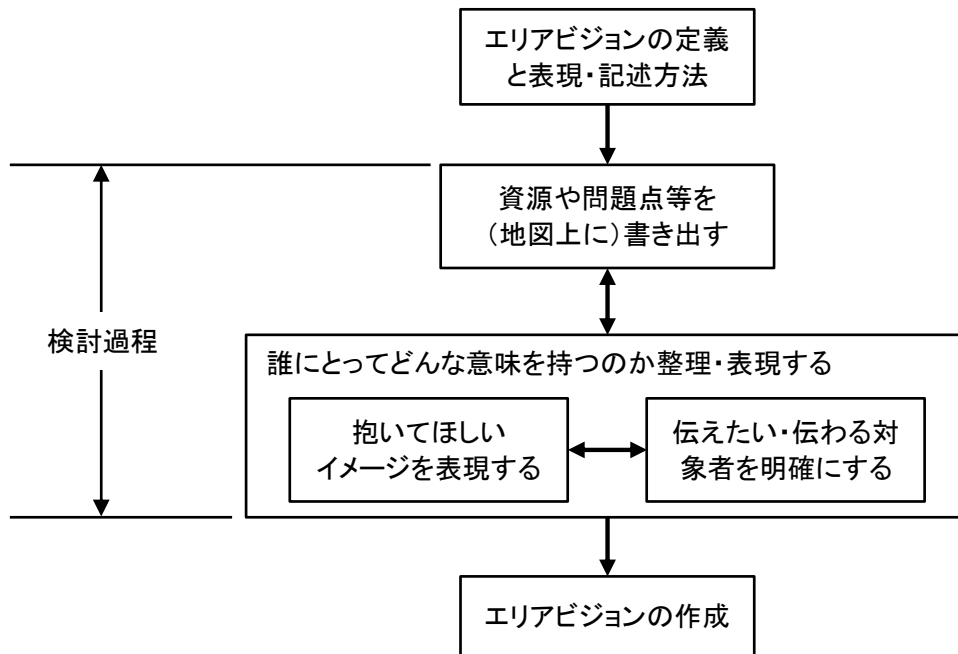 エリアビジョンの定義
と表現・記述方法
資源や問題点等を
（地図上に）書き出す
検討過程
誰にとってどんな意味を持つのか整理・表現する
抱いてほしい
イメージを表現する
伝えたい・伝わる対
象者を明確にする
エリアビジョンの作成